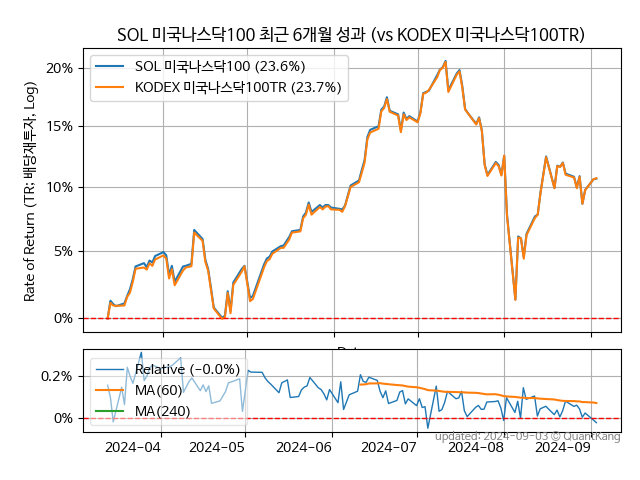 SOL 미국나스닥100 최근 6개월 성과 (vs KODEX 미국나스닥100TR)
Rate of Return (TR: 배당재투자, Log)
SOL 미국나스닥100 (23.6%)
KODEX 미국나스닥100TR (23.7%)
20%
15%
10%
5%
0%
Relative (−0.0%)
MA(60)
MA(240)
0.2%
0%
2024-04
2024-05
2024-06
2024-07
2024-08
2024-09
updated: 2024-09-03 © QuantKang